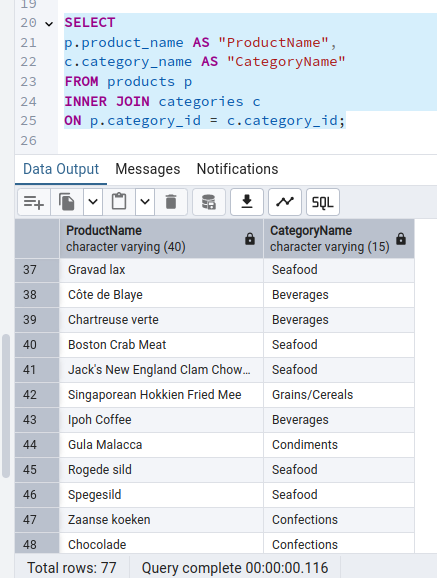 19
20 SELECT
21 p.product_name AS "ProductName",
22 c.category_name AS "CategoryName"
23 FROM products p
24 INNER JOIN categories c
25 ON p.category_id = c.category_id;
26
Data Output Messages Notifications
SQL
ProductName CategoryName
character varying (40) character varying (15)
37 Gravad lax Seafood
38 Côte de Blaye Beverages
39 Chartreuse verte Beverages
40 Boston Crab Meat Seafood
41 Jack's New England Clam Chow... Seafood
42 Singaporean Hokkien Fried Mee Grains/Cereals
43 Ipoh Coffee Beverages
44 Gula Malacca Condiments
45 Rogede sild Seafood
46 Spegesild Seafood
47 Zaanse koeken Confections
48 Chocolade Confections
Total rows: 77 Query complete 00:00:00.116